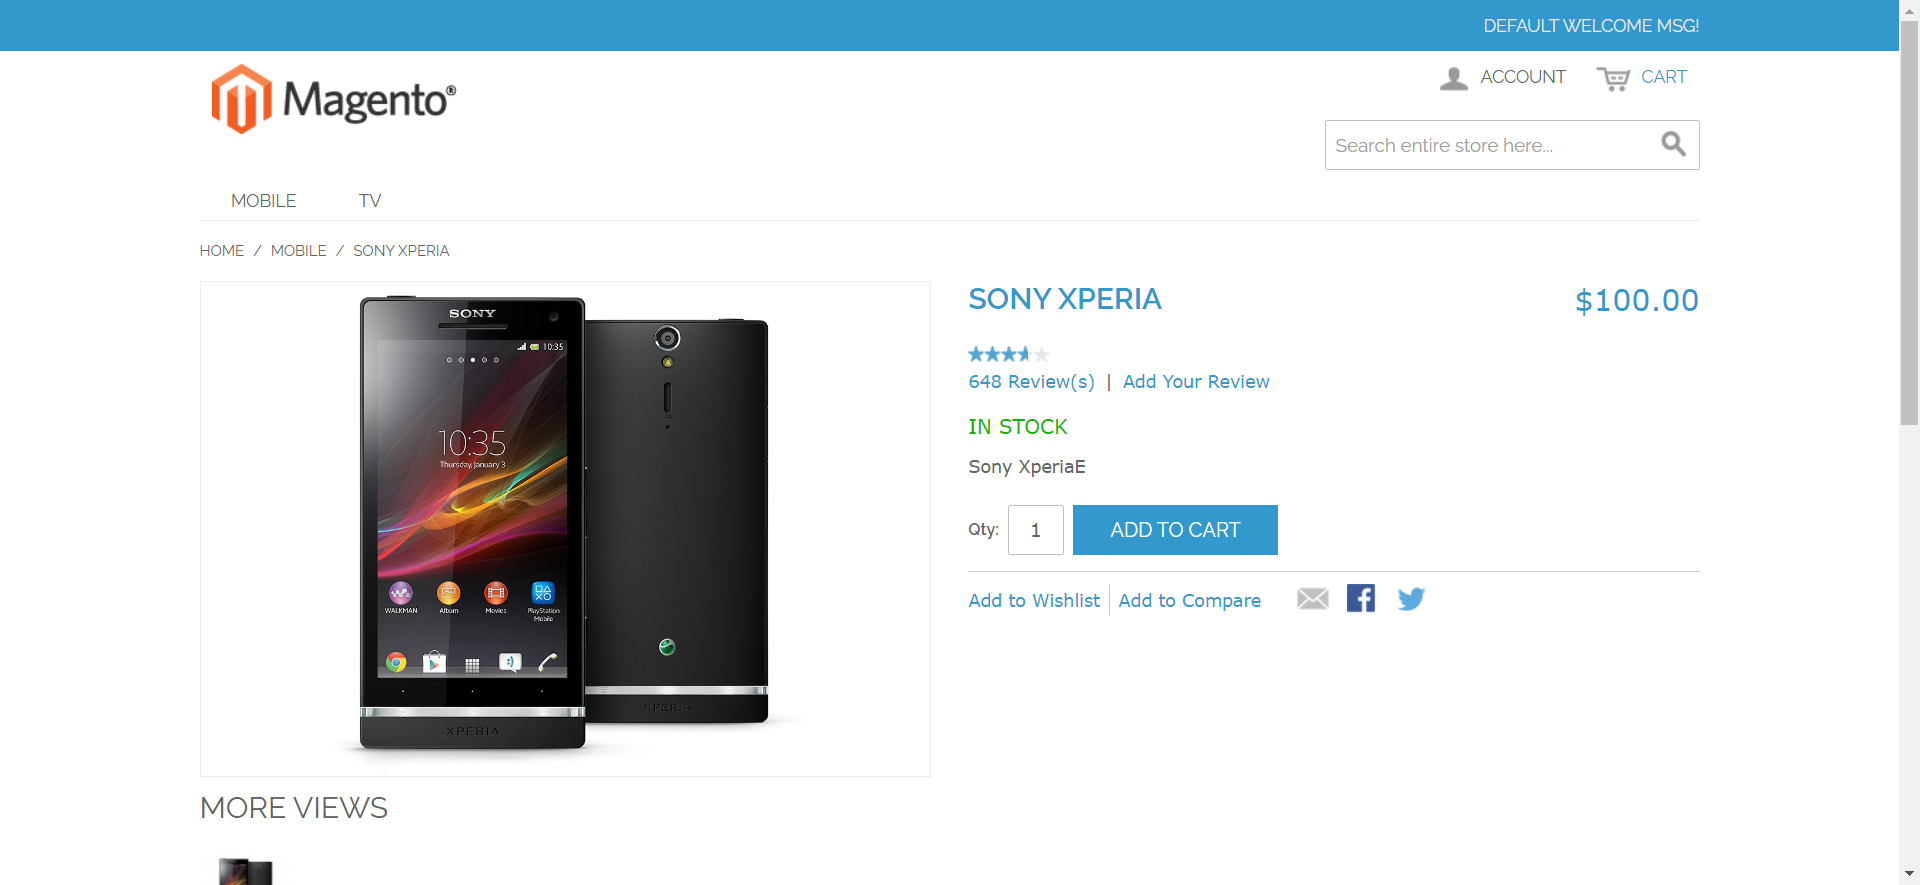 DEFAULT WELCOME MSG!
Magento®
ACCOUNT
CART
Search entire store here...
MOBILE
TV
HOME / MOBILE / SONY XPERIA
SONY
10:35
10:35
Thursday, January 3
WALKMAN
Album
Movies
PlayStation Mobile
XPERIA
XPERIA
SONY XPERIA
$100.00
648 Review(s) | Add Your Review
IN STOCK
Sony XperiaE
Qty: 1
ADD TO CART
Add to Wishlist
Add to Compare
MORE VIEWS